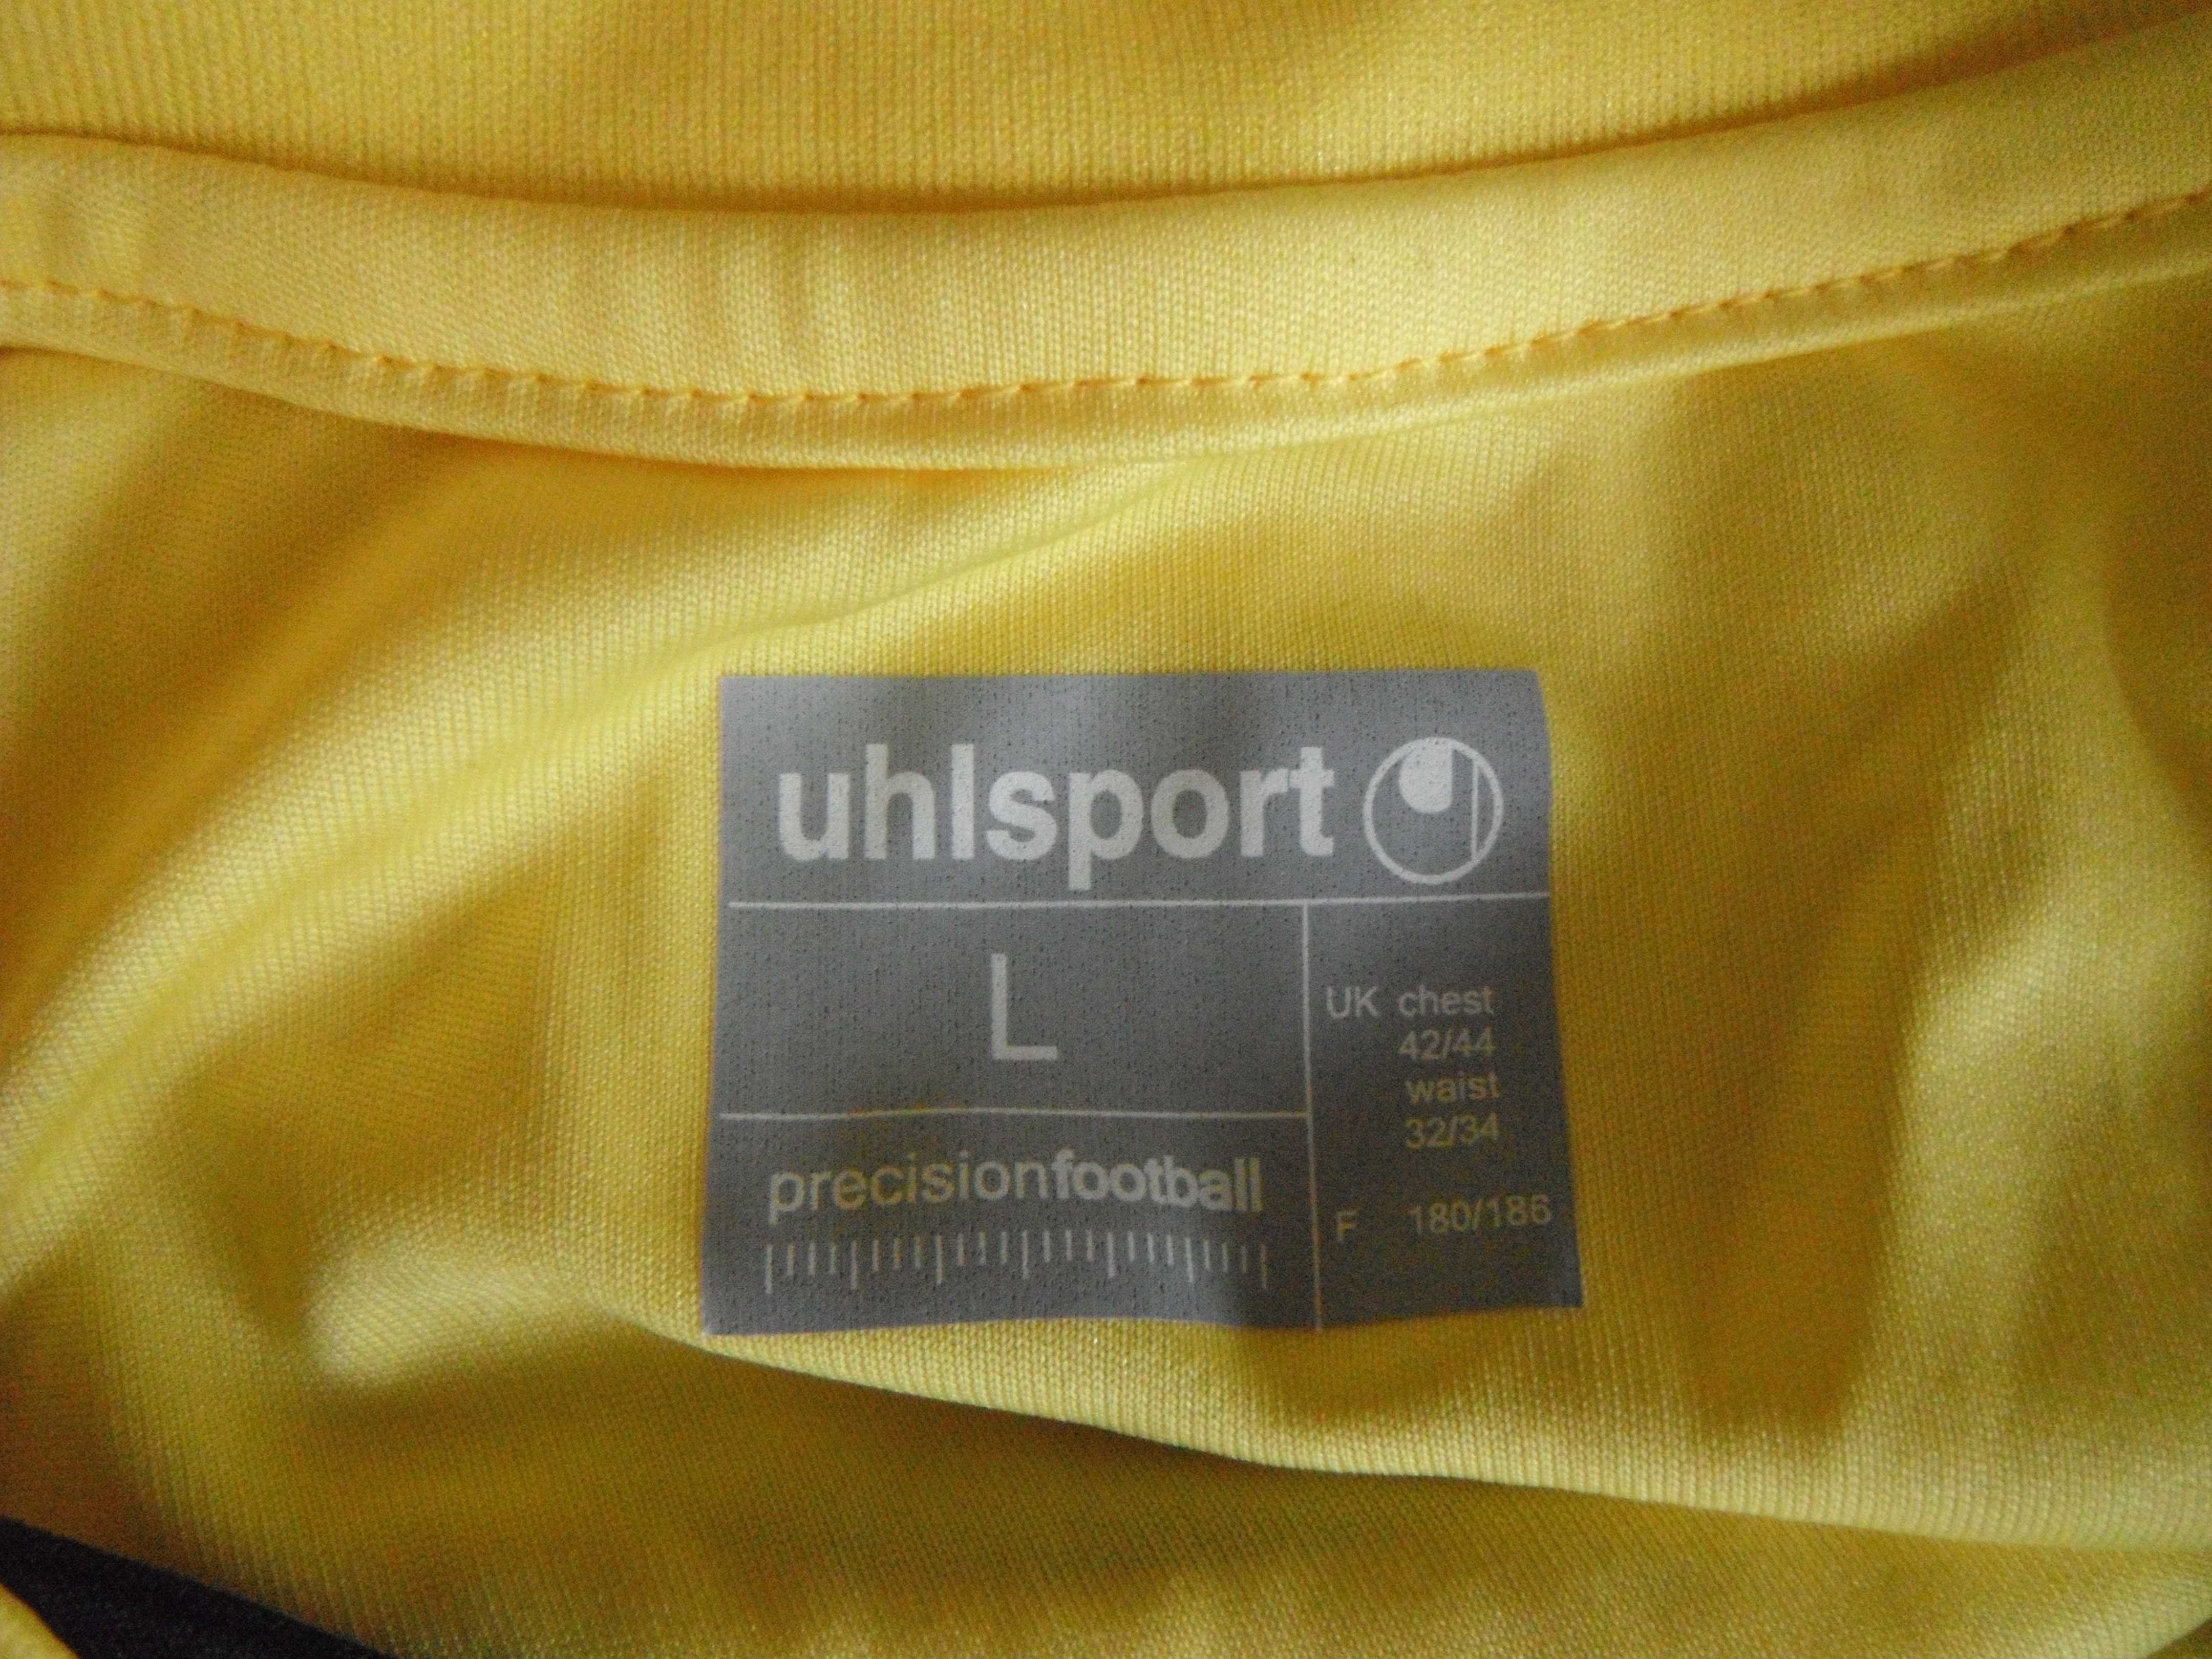 uhlsport
L
precisionfootball
UK chest
42/44
waist
32/34
F 180/186